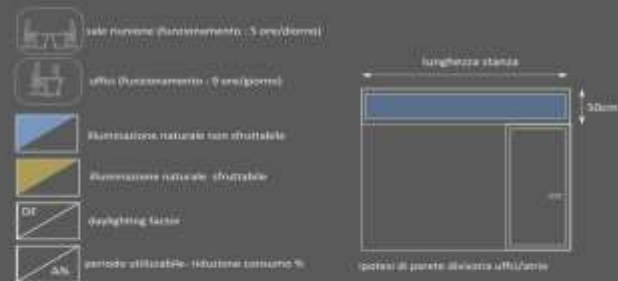 sale riunione (funzionamento : 5 ore/giorno)
uffici (funzionamento : 9 ore/giorno)
illuminazione naturale non sfruttabile
illuminazione naturale sfruttabile
DF
daylighting factor
A%
periodo utilizzabile- riduzione consumo %
lunghezza stanza
50cm
ipotesi di parete divisoria uffici/atrio